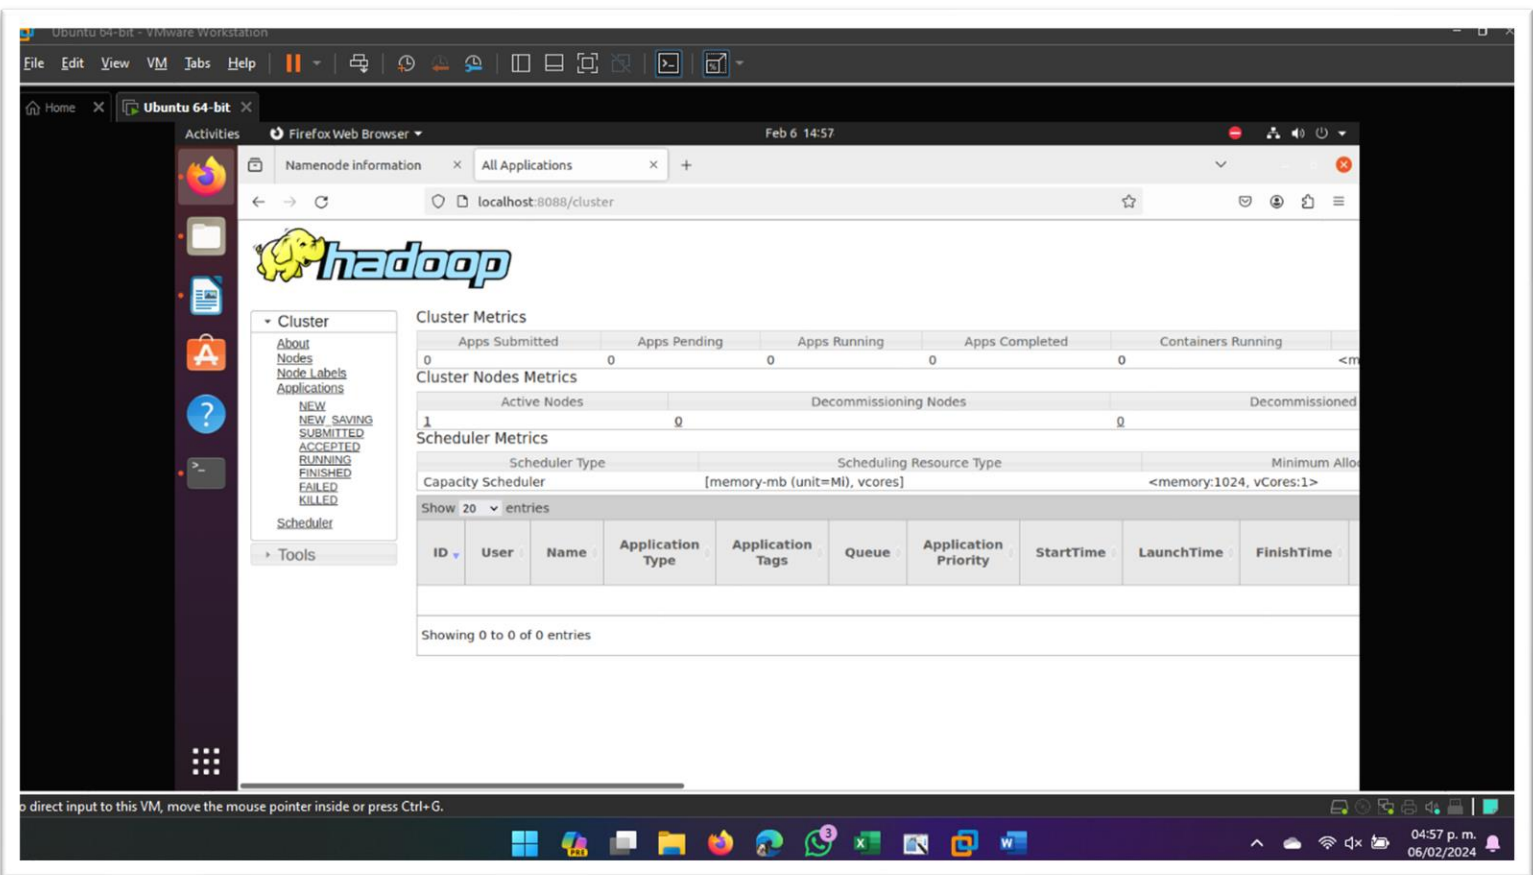 Ubuntu 64-bit - VMware Workstation
File Edit View VM Tabs Help
Home Ubuntu 64-bit
Activities Firefox Web Browser Feb 6 14:57
Namenode information All Applications
localhost:8088/cluster
hadoop
Cluster
About
Nodes
Node Labels
Applications
NEW
NEW_SAVING
SUBMITTED
ACCEPTED
RUNNING
FINISHED
FAILED
KILLED
Scheduler
Tools
Cluster Metrics
Apps Submitted Apps Pending Apps Running Apps Completed Containers Running
0 0 0 0 0 <m
Cluster Nodes Metrics
Active Nodes Decommissioning Nodes Decommissioned
1 0 0
Scheduler Metrics
Scheduler Type Scheduling Resource Type Minimum Allo
Capacity Scheduler [memory-mb (unit=Mi), vcores] <memory:1024, vCores:1>
Show 20 entries
ID User Name Application Type Application Tags Queue Application Priority StartTime LaunchTime FinishTime
Showing 0 to 0 of 0 entries
o direct input to this VM, move the mouse pointer inside or press Ctrl+G.
PRE 3 04:57 p. m.
06/02/2024